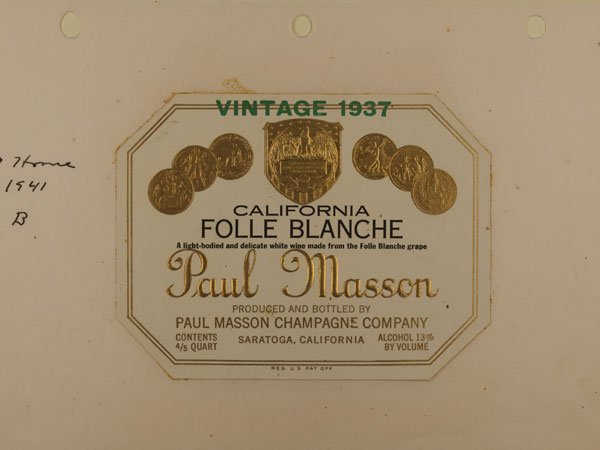 VINTAGE 1937
CALIFORNIA
FOLLE BLANCHE
A light-bodied and delicate white wine made from the Folle Blanche grape
Paul Masson
PRODUCED AND BOTTLED BY
PAUL MASSON CHAMPAGNE COMPANY
CONTENTS
4/5 QUART
SARATOGA, CALIFORNIA
ALCOHOL 13%
BY VOLUME
REG U S PAT OFF
Home
1941
B